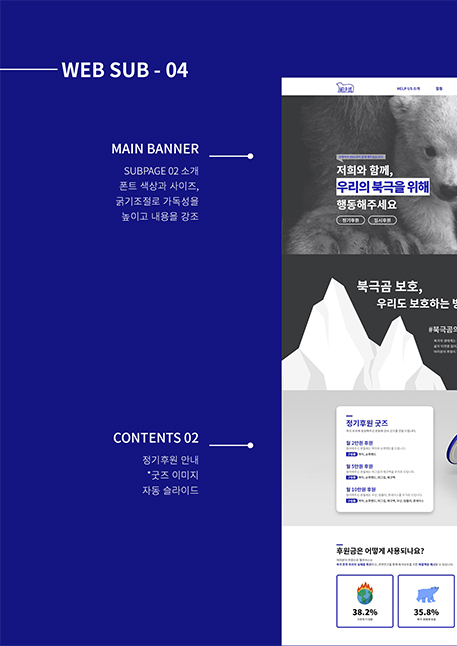 WEB SUB - 04
MAIN BANNER
SUBPAGE 02 소개
폰트 색상과 사이즈,
굵기조절로 가독성을
높이고 내용을 강조
HELP US 소개
활동
저희와 함께,
우리의 북극을 위해
행동해주세요
정기후원
일시후원
북극곰 보호,
우리도 보호하는
#북극곰의
CONTENTS 02
정기후원 안내
*굿즈 이미지
자동 슬라이드
정기후원 굿즈
월 2만원 후원
월 5만원 후원
월 10만원 후원
후원금은 어떻게 사용되나요?
38.2%
35.8%